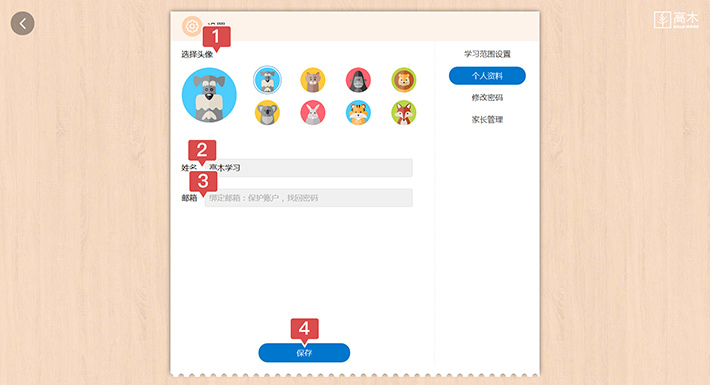 高木
1
选择头像
学习范围设置
个人资料
修改密码
家长管理
2
姓名 高木学习
3
邮箱 绑定邮箱：保护账户，找回密码
4
保存